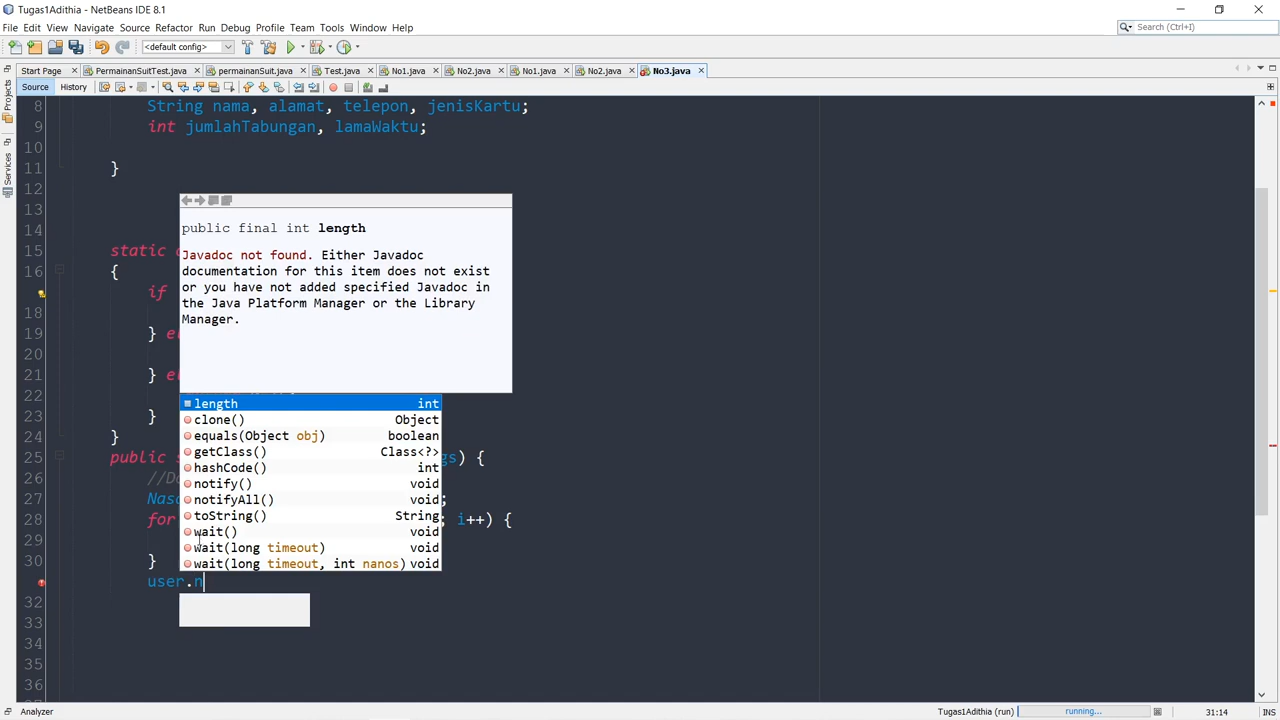 Tugas1Adithia - NetBeans IDE 8.1
File Edit View Navigate Source Refactor Run Debug Profile Team Tools Window Help
<default config>
Search (Ctrl+I)
Start Page PermainanSuitTest.java permainanSuit.java Test.java No1.java No2.java No1.java No2.java No3.java
Source History
Projects
Services
8 String nama, alamat, telepon, jenisKartu;
9 int jumlahTabungan, lamaWaktu;
10
11 }
12
13
14
15 static
16 {
if
18
19 }
20
21 }
22
23 }
24 }
public final int length
Javadoc not found. Either Javadoc
documentation for this item does not exist
or you have not added specified Javadoc in
the Java Platform Manager or the Library
Manager.
length int
clone() Object
equals(Object obj) boolean
getClass() Class<?>
hashCode() int
notify() void
notifyAll() void
toString() String
wait() void
wait(long timeout) void
wait(long timeout, int nanos) void
25 public s gs) {
26 //D
27 Nas ;
28 for ; i++) {
29
30 }
user.n
32
33
34
35
36
Analyzer
Tugas1Adithia (run) running... 31:14 INS